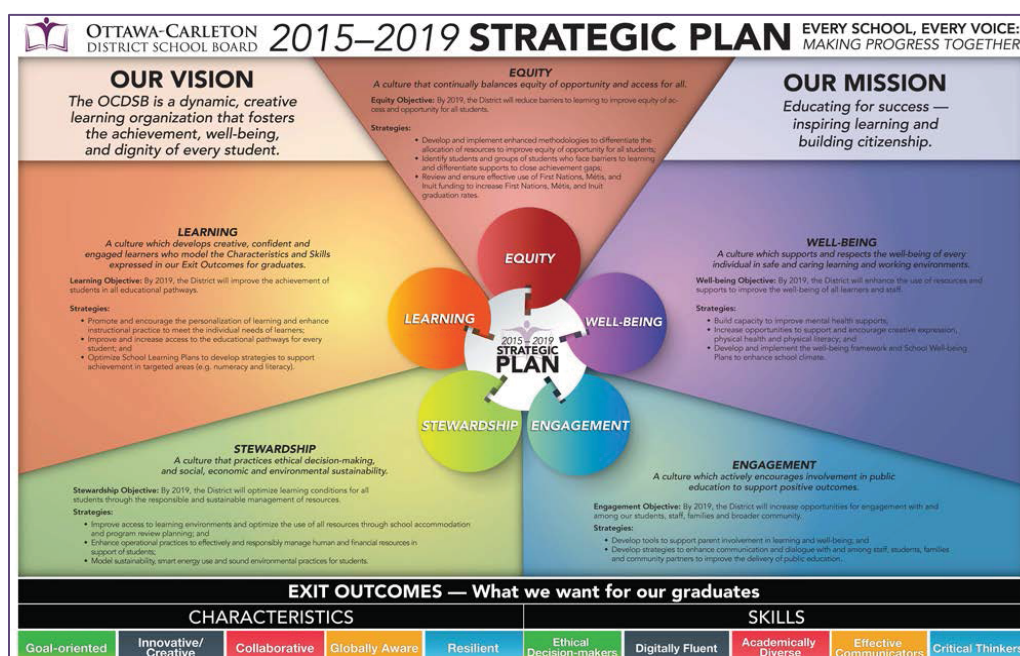 OTTAWA-CARLETON
DISTRICT SCHOOL BOARD
2015–2019 STRATEGIC PLAN
EVERY SCHOOL, EVERY VOICE:
MAKING PROGRESS TOGETHER
OUR VISION
The OCDSB is a dynamic, creative
learning organization that fosters
the achievement, well-being,
and dignity of every student.
EQUITY
A culture that continually balances equity of opportunity and access for all.
Equity Objective: By 2019, the District will reduce barriers to learning to improve equity of ac-
cess and opportunity for all students.
Strategies:
• Develop and implement enhanced methodologies to differentiate the
allocation of resources to improve equity of opportunity for all students;
• Identify students and groups of students who face barriers to learning
and differentiate supports to close achievement gaps;
• Review and ensure effective use of First Nations, Métis, and
Inuit funding to increase First Nations, Métis, and Inuit
graduation rates.
OUR MISSION
Educating for success —
inspiring learning and
building citizenship.
LEARNING
A culture which develops creative, confident and
engaged learners who model the Characteristics and Skills
expressed in our Exit Outcomes for graduates.
Learning Objective: By 2019, the District will improve the achievement of
students in all educational pathways.
Strategies:
• Promote and encourage the personalization of learning and enhance
instructional practice to meet the individual needs of learners;
• Improve and increase access to the educational pathways for every
student; and
• Optimize School Learning Plans to develop strategies to support
achievement in targeted areas (e.g. numeracy and literacy).
WELL-BEING
A culture which supports and respects the well-being of every
individual in safe and caring learning and working environments.
Well-being Objective: By 2019, the District will enhance the use of resources and
supports to improve the well-being of all learners and staff.
Strategies:
• Build capacity to improve mental health supports;
• Increase opportunities to support and encourage creative expression,
physical health and physical literacy; and
• Develop and implement the well-being framework and School Well-being
Plans to enhance school climate.
EQUITY
LEARNING
WELL-BEING
2015 – 2019
STRATEGIC
PLAN
STEWARDSHIP
ENGAGEMENT
STEWARDSHIP
A culture that practices ethical decision-making,
and social, economic and environmental sustainability.
Stewardship Objective: By 2019, the District will optimize learning conditions for all
students through the responsible and sustainable management of resources.
Strategies:
• Improve access to learning environments and optimize the use of all resources through school accommodation
and program review planning; and
• Enhance operational practices to effectively and responsibly manage human and financial resources in
support of students;
• Model sustainability, smart energy use and sound environmental practices for students.
ENGAGEMENT
A culture which actively encourages involvement in public
education to support positive outcomes.
Engagement Objective: By 2019, the District will increase opportunities for engagement with and
among our students, staff, families and broader community.
Strategies:
• Develop tools to support parent involvement in learning and well-being; and
• Develop strategies to enhance communication and dialogue with and among staff, students, families
and community partners to improve the delivery of public education.
EXIT OUTCOMES — What we want for our graduates
CHARACTERISTICS
SKILLS
Goal-oriented
Innovative/
Creative
Collaborative
Globally Aware
Resilient
Ethical
Decision-makers
Digitally Fluent
Academically
Diverse
Effective
Communicators
Critical Thinkers